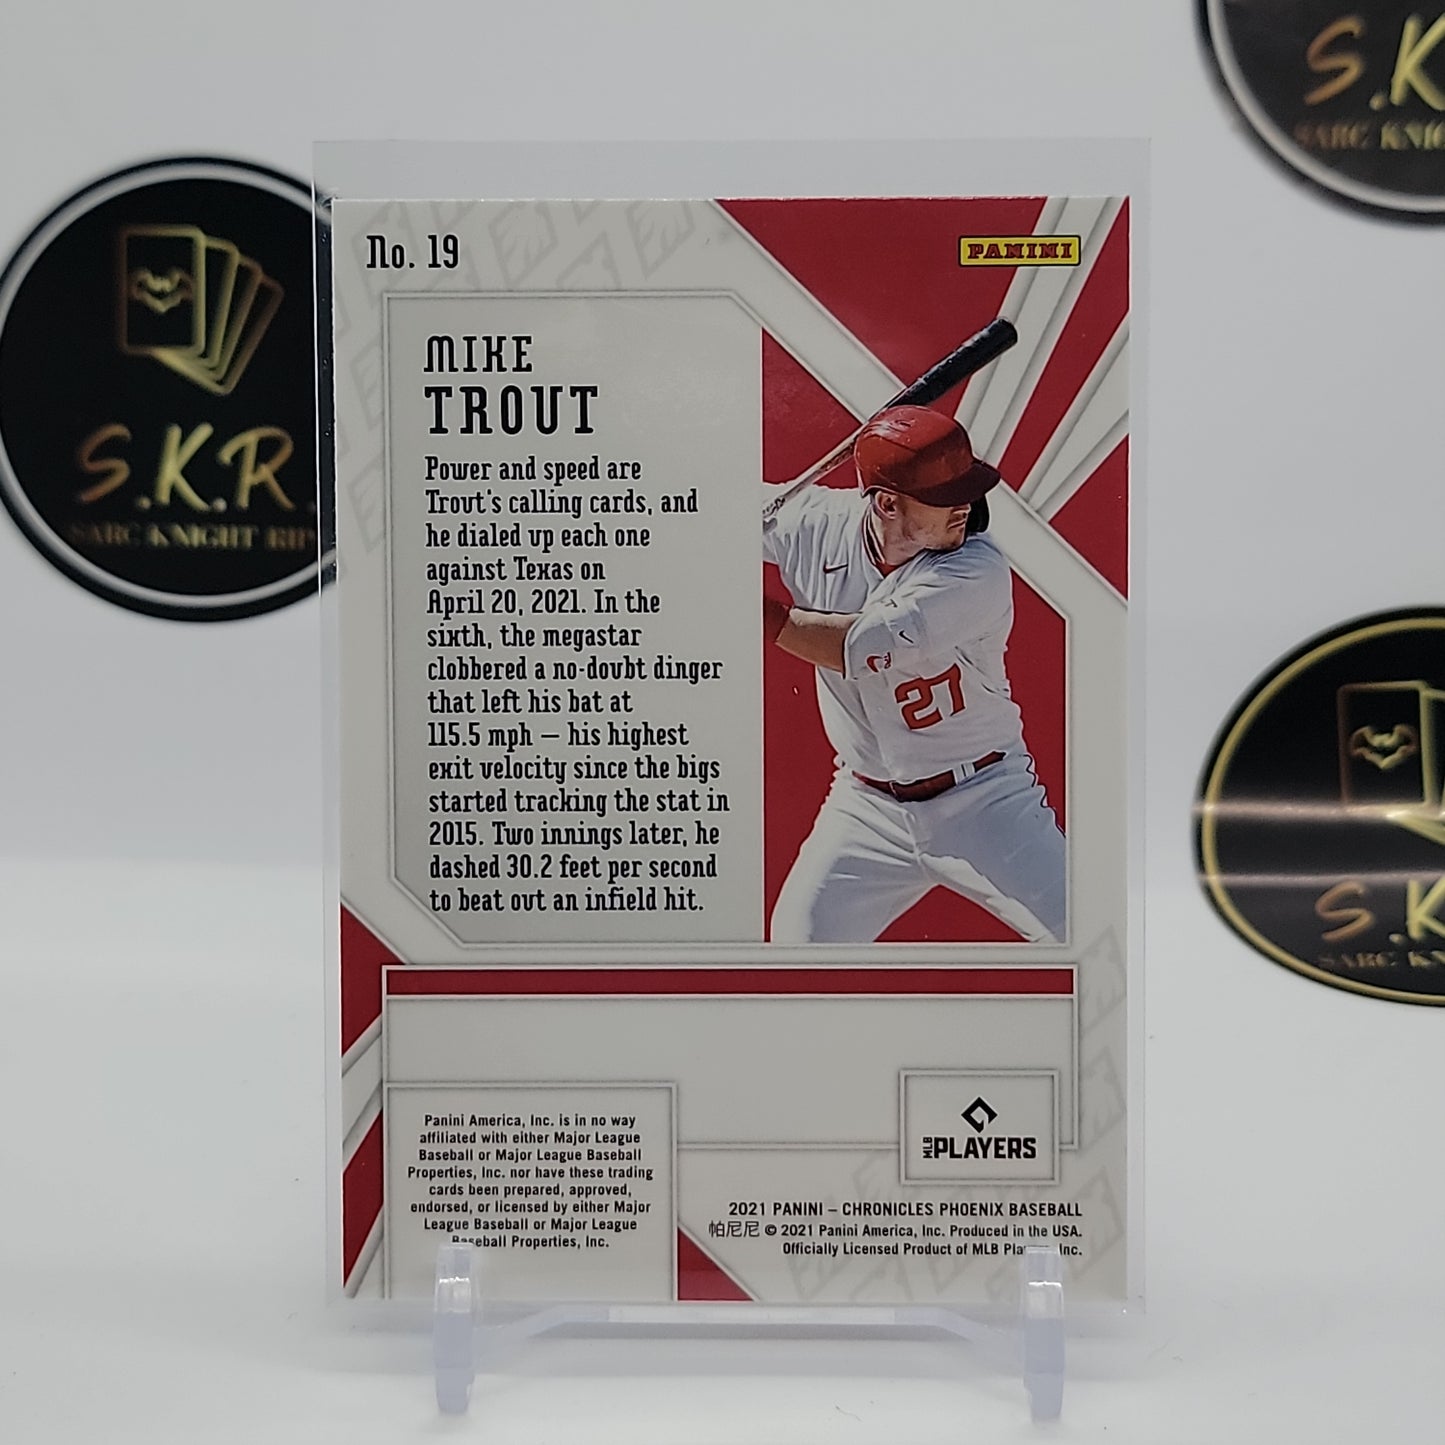 No. 19
PANINI
MIKE
TROUT
Power and speed are
Trout's calling cards, and
he dialed up each one
against Texas on
April 20, 2021. In the
sixth, the megastar
clobbered a no-doubt dinger
that left his bat at
115.5 mph — his highest
exit velocity since the bigs
started tracking the stat in
2015. Two innings later, he
dashed 30.2 feet per second
to beat out an infield hit.
27
Panini America, Inc. is in no way
affiliated with either Major League
Baseball or Major League Baseball
Properties, Inc. nor have these trading
cards been prepared, approved,
endorsed, or licensed by either Major
League Baseball or Major League
Baseball Properties, Inc.
MLB
PLAYERS
2021 PANINI – CHRONICLES PHOENIX BASEBALL
帕尼尼 © 2021 Panini America, Inc. Produced in the USA.
Officially Licensed Product of MLB Inc.
S.K.R.
SARC KNIGHT
S.K
SARC
S.K
SARC